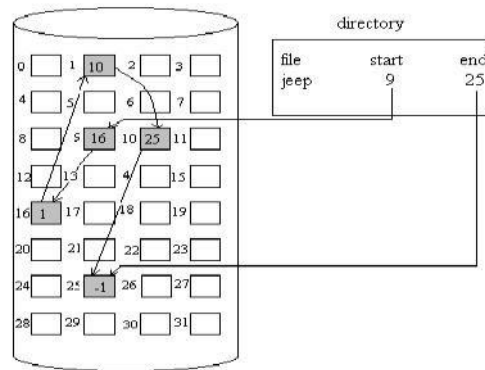 directory
file start end
jeep 9 25
0 1 10 2 3
4 5 6 7
8 9 16 10 25 11
12 13 4 15
16 1 17 18 19
20 21 22 23
24 25 -1 26 27
28 29 30 31